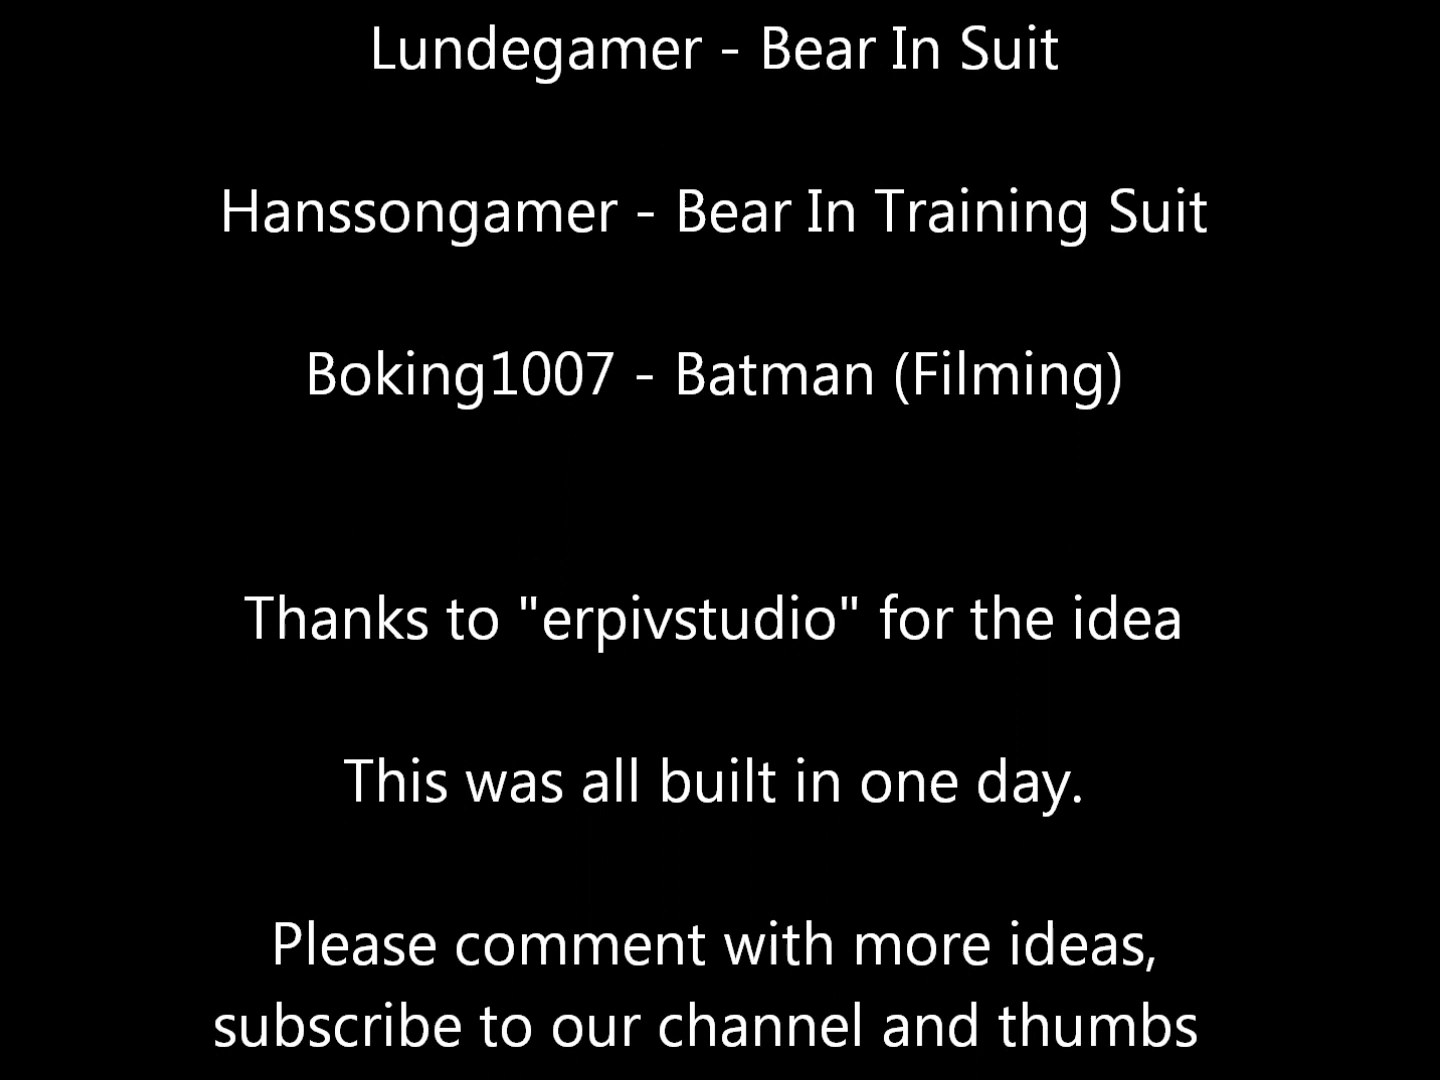 Lundegamer - Bear In Suit
Hanssongamer - Bear In Training Suit
Boking1007 - Batman (Filming)
Thanks to "erpivstudio" for the idea
This was all built in one day.
Please comment with more ideas,
subscribe to our channel and thumbs